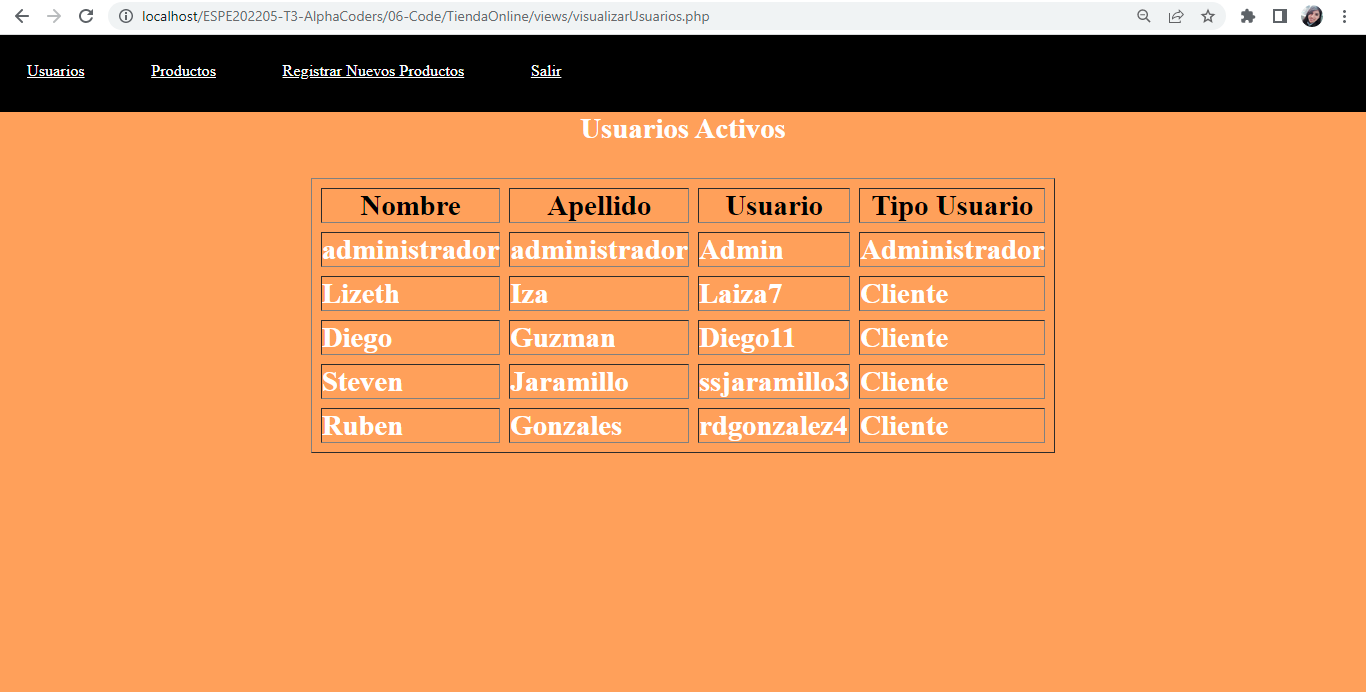 localhost/ESPE202205-T3-AlphaCoders/06-Code/TiendaOnline/views/visualizarUsuarios.php
Usuarios Productos Registrar Nuevos Productos Salir
Usuarios Activos
Nombre Apellido Usuario Tipo Usuario
administrador administrador Admin Administrador
Lizeth Iza Laiza7 Cliente
Diego Guzman Diego11 Cliente
Steven Jaramillo ssjaramillo3 Cliente
Ruben Gonzales rdgonzalez4 Cliente